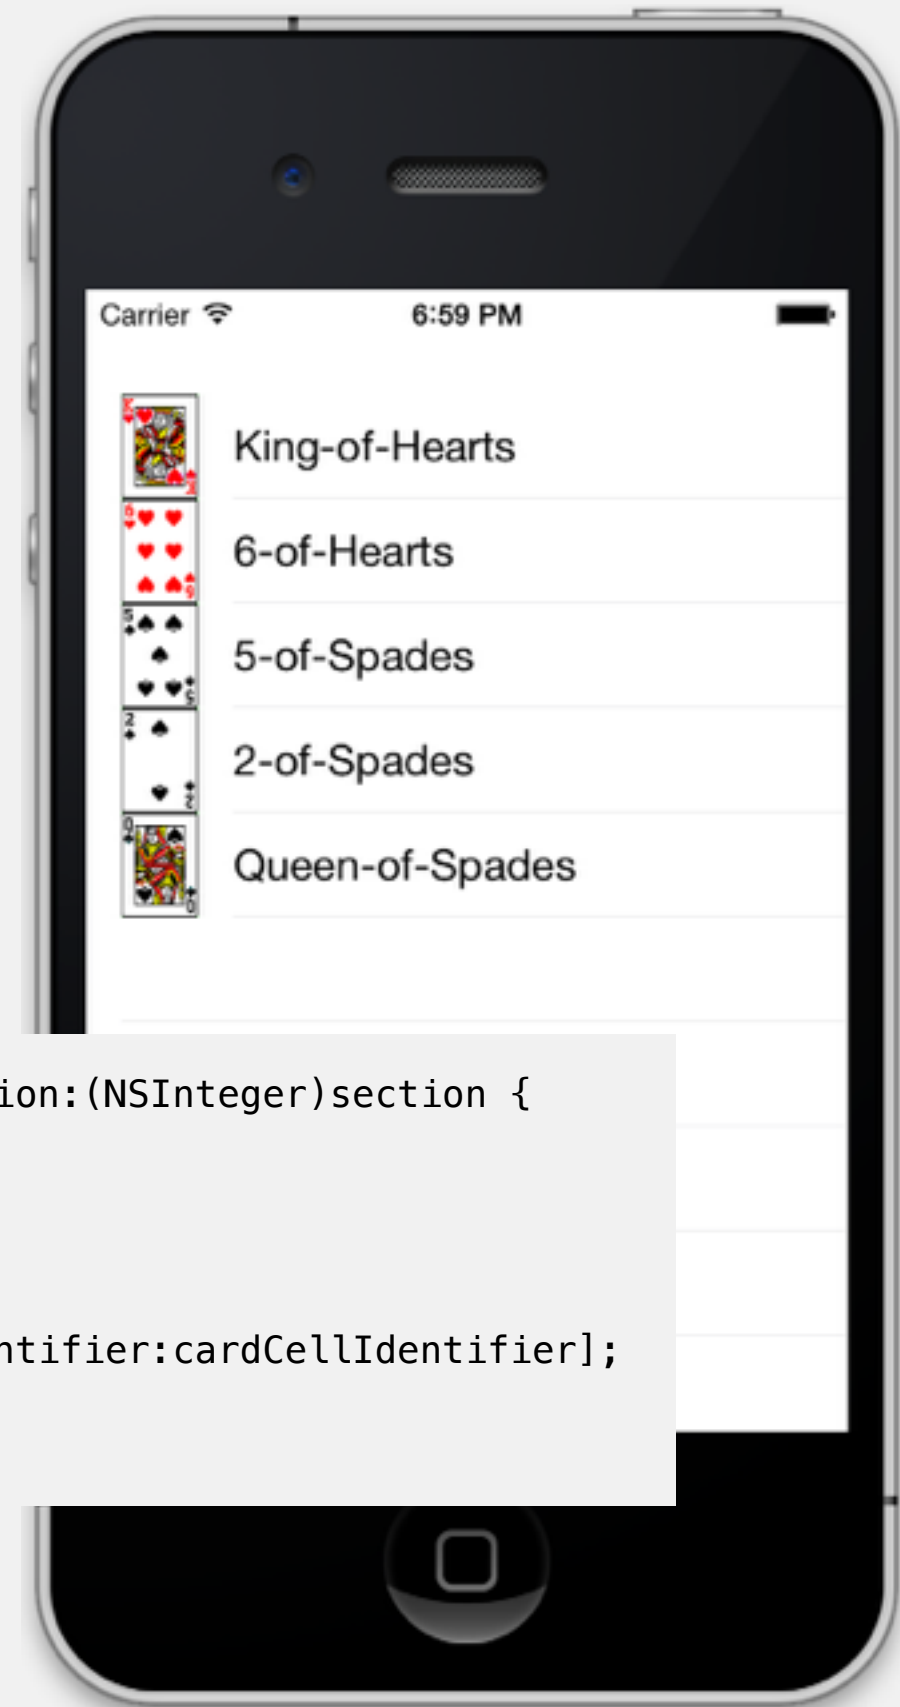 Carrier 6:59 PM
King-of-Hearts
6-of-Hearts
5-of-Spades
2-of-Spades
Queen-of-Spades
ion:(NSInteger)section {
ntifier:cardCellIdentifier];